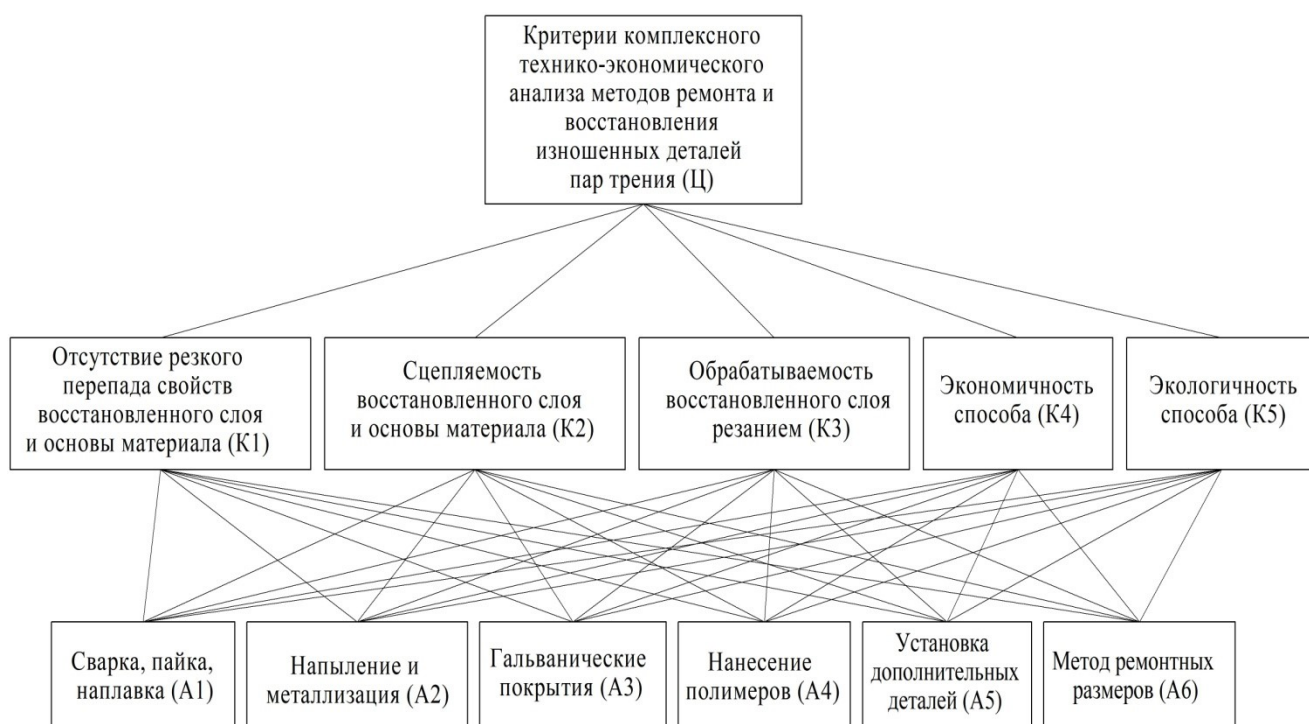 Критерии комплексного
технико-экономического
анализа методов ремонта и
восстановления
изношенных деталей
пар трения (Ц)
Отсутствие резкого
перепада свойств
восстановленного слоя
и основы материала (К1)
Сцепляемость
восстановленного слоя
и основы материала (К2)
Обрабатываемость
восстановленного слоя
резанием (К3)
Экономичность
способа (К4)
Экологичность
способа (К5)
Сварка, пайка,
наплавка (А1)
Напыление и
металлизация (А2)
Гальванические
покрытия (А3)
Нанесение
полимеров (А4)
Установка
дополнительных
деталей (А5)
Метод ремонтных
размеров (А6)